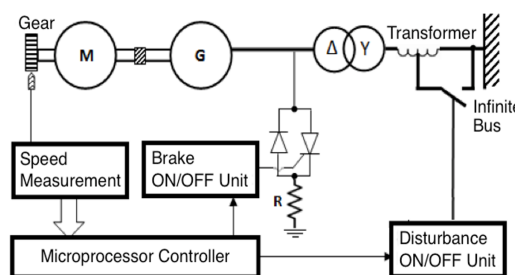 Gear
M
G
Δ
Y
Transformer
Infinite
Bus
Speed
Measurement
Brake
ON/OFF Unit
R
Microprocessor Controller
Disturbance
ON/OFF Unit